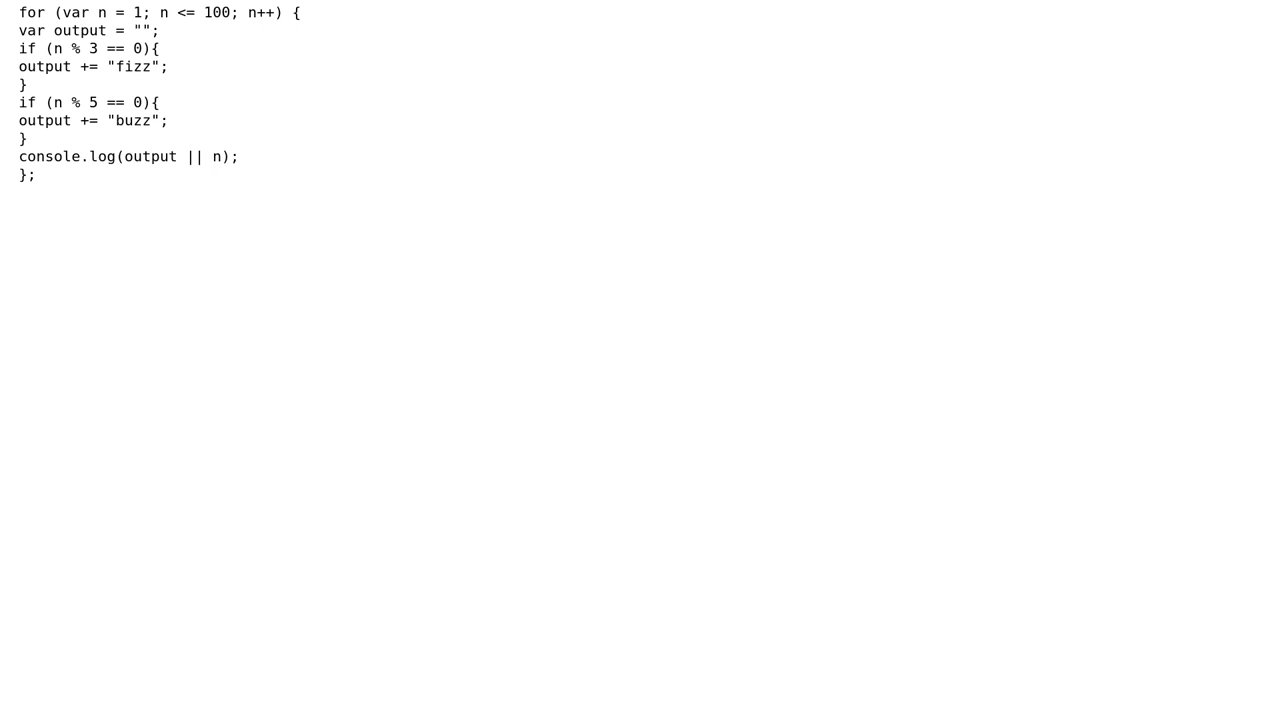 for (var n = 1; n <= 100; n++) {
var output = "";
if (n % 3 == 0){
output += "fizz";
}
if (n % 5 == 0){
output += "buzz";
}
console.log(output || n);
};